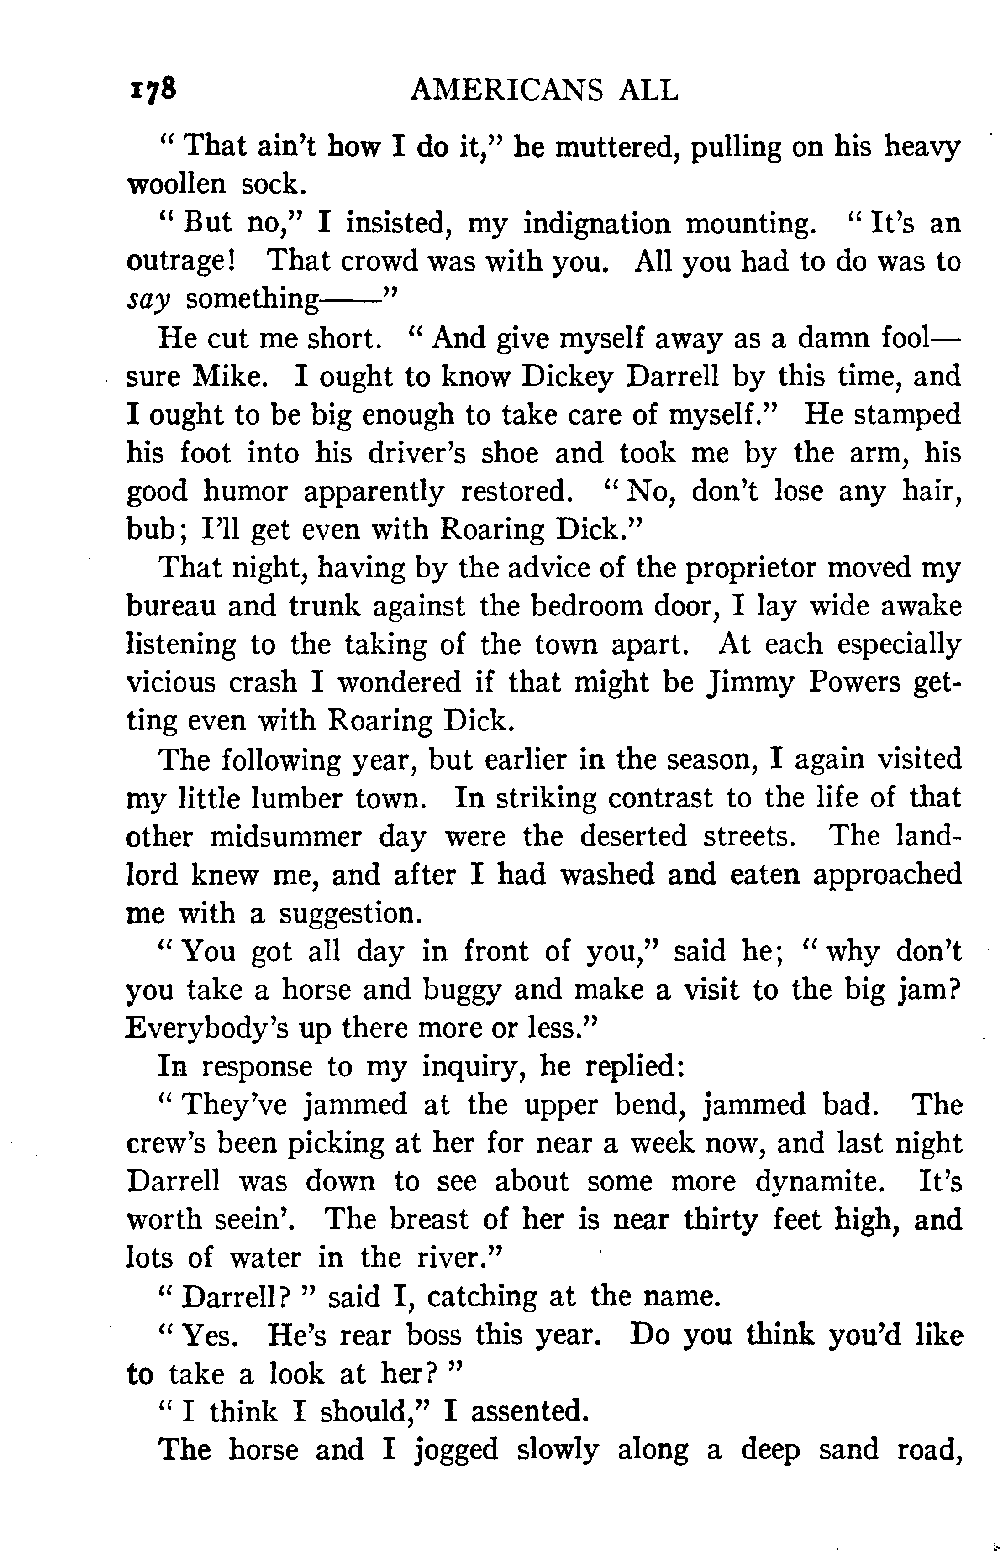 178 AMERICANS ALL
“ That ain’t how I do it,” he muttered, pulling on his heavy
woollen sock.
“ But no,” I insisted, my indignation mounting. “ It’s an
outrage! That crowd was with you. All you had to do was to
say something——”
He cut me short. “ And give myself away as a damn fool—
sure Mike. I ought to know Dickey Darrell by this time, and
I ought to be big enough to take care of myself.” He stamped
his foot into his driver’s shoe and took me by the arm, his
good humor apparently restored. “ No, don’t lose any hair,
bub; I’ll get even with Roaring Dick.”
That night, having by the advice of the proprietor moved my
bureau and trunk against the bedroom door, I lay wide awake
listening to the taking of the town apart. At each especially
vicious crash I wondered if that might be Jimmy Powers get-
ting even with Roaring Dick.
The following year, but earlier in the season, I again visited
my little lumber town. In striking contrast to the life of that
other midsummer day were the deserted streets. The land-
lord knew me, and after I had washed and eaten approached
me with a suggestion.
“ You got all day in front of you,” said he; “ why don’t
you take a horse and buggy and make a visit to the big jam?
Everybody’s up there more or less.”
In response to my inquiry, he replied:
“ They’ve jammed at the upper bend, jammed bad. The
crew’s been picking at her for near a week now, and last night
Darrell was down to see about some more dynamite. It’s
worth seein’. The breast of her is near thirty feet high, and
lots of water in the river.”
“ Darrell? ” said I, catching at the name.
“ Yes. He’s rear boss this year. Do you think you’d like
to take a look at her? ”
“ I think I should,” I assented.
The horse and I jogged slowly along a deep sand road,